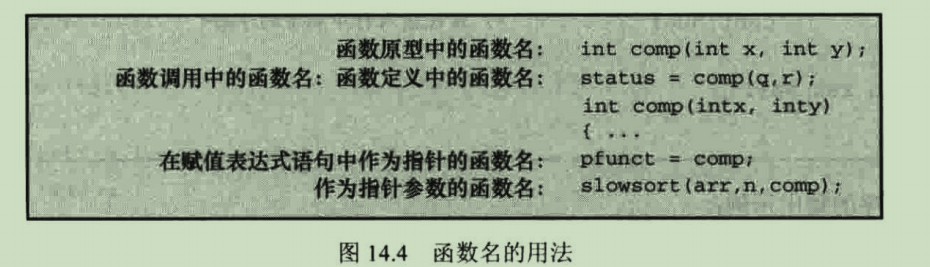 函数原型中的函数名： int comp(int x, int y);
函数调用中的函数名：函数定义中的函数名： status = comp(q,r);
int comp(intx, inty)
{ ...
在赋值表达式语句中作为指针的函数名： pfunct = comp;
作为指针参数的函数名： slowsort(arr,n,comp);
图 14.4 函数名的用法